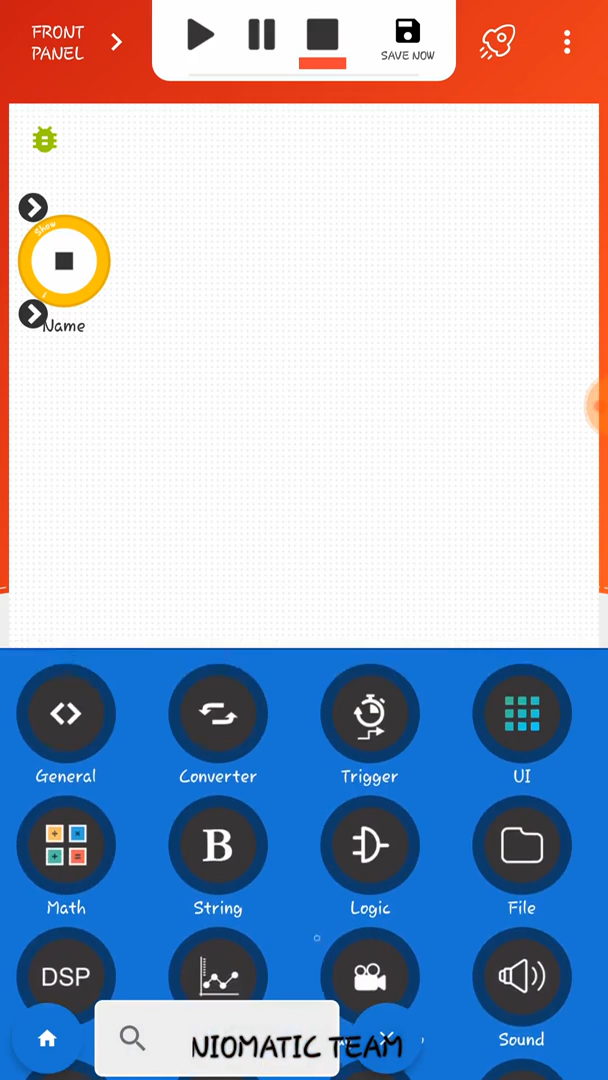 FRONT
PANEL
SAVE NOW
Show
Name
General
Converter
Trigger
UI
Math
B
String
Logic
File
DSP
Sound
NIOMATIC TEAM